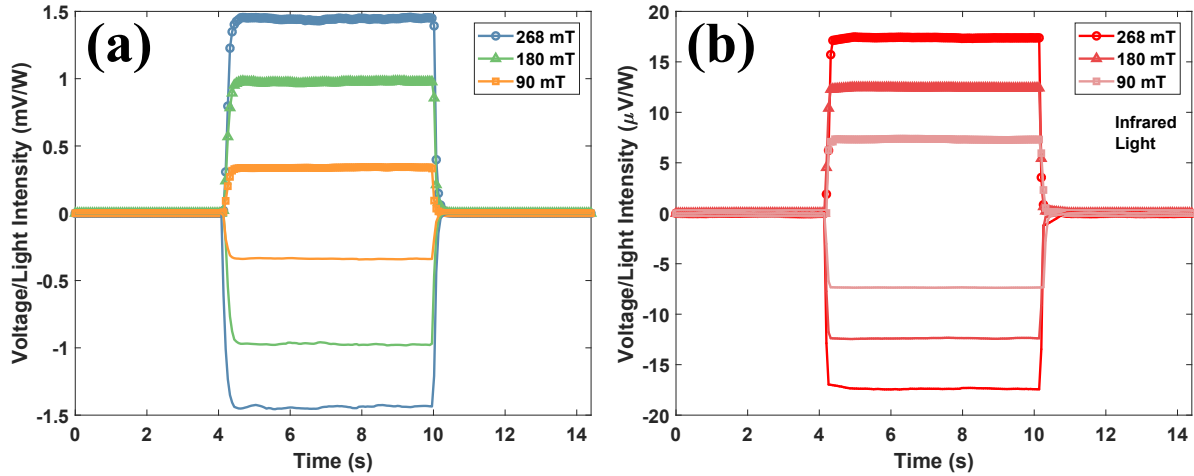 (a)
Voltage/Light Intensity (mV/W)
1.5
1
0.5
0
-0.5
-1
-1.5
0 2 4 6 8 10 12 14
Time (s)
268 mT
180 mT
90 mT
(b)
Voltage/Light Intensity (μV/W)
20
15
10
5
0
-5
-10
-15
-20
0 2 4 6 8 10 12 14
Time (s)
268 mT
180 mT
90 mT
Infrared
Light